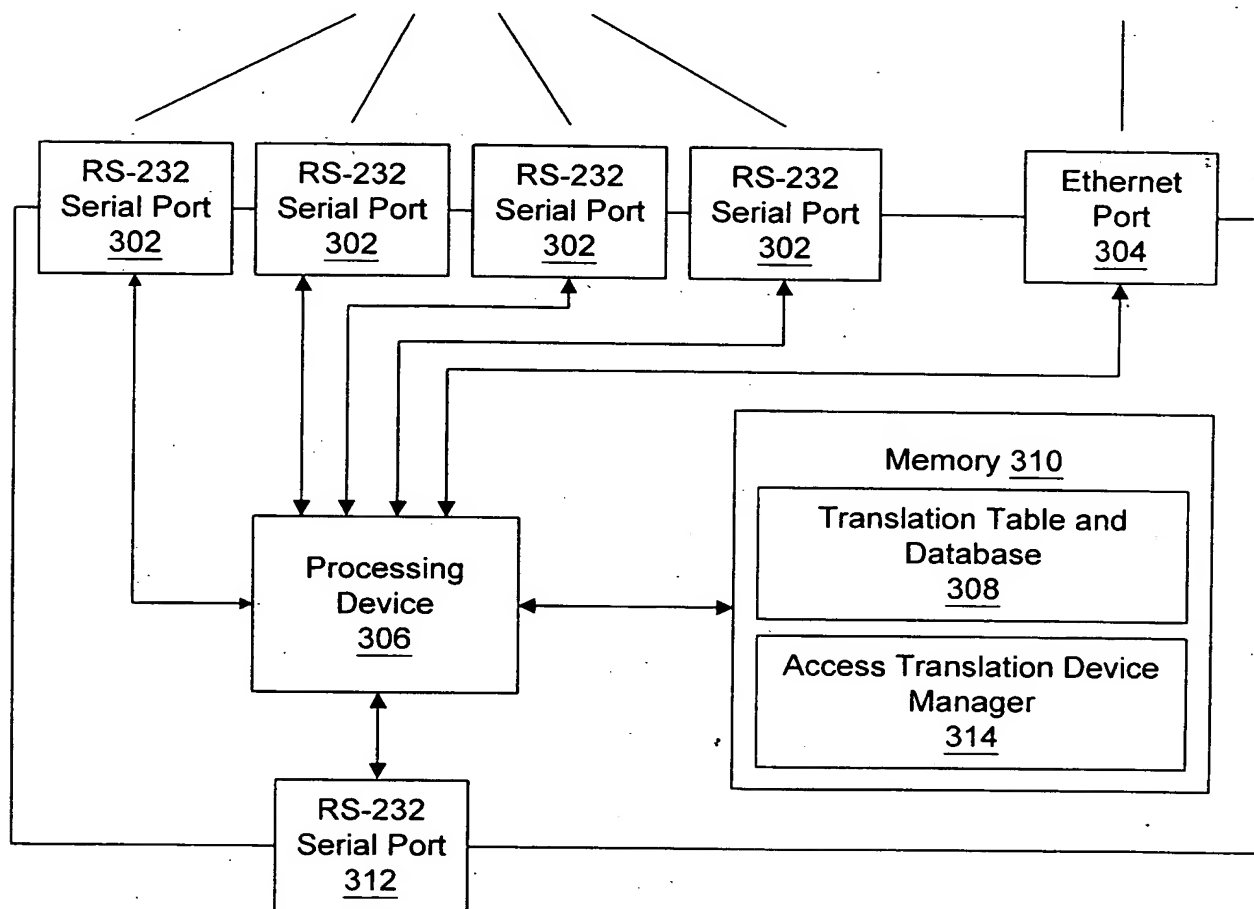 RS-232
Serial Port
302
RS-232
Serial Port
302
RS-232
Serial Port
302
RS-232
Serial Port
302
Ethernet
Port
304
Memory 310
Translation Table and
Database
308
Processing
Device
306
Access Translation Device
Manager
314
RS-232
Serial Port
312